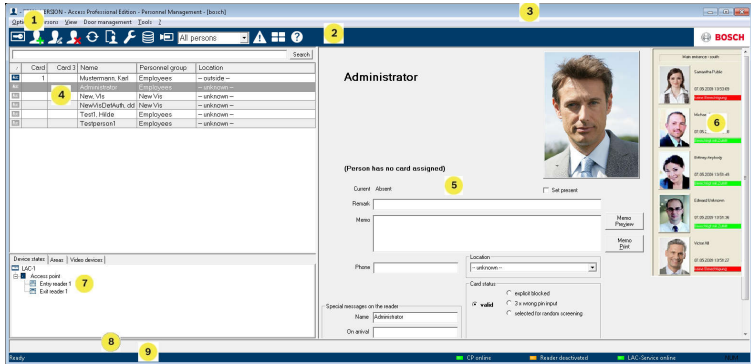 ERSION - Access Professional Edition - Personnel Management - [bosch]
3
1
View Door management Tools ?
All persons
2
BOSCH
Search
Card Card 3 Name Personnel group Location
1 Mustermann, Karl Employees -- outside --
Administrator Employees -- unknown --
4
New, Vis New Vis -- unknown --
NewVisDefAuth, dd New Vis -- unknown --
Test1, Hilde Employees -- unknown --
Testperson1 Employees -- unknown --
Administrator
(Person has no card assigned)
5
Current Absent
Set present
Remark
Memo
Memo Preview
Memo Print
Phone
Location
-- unknown --
Card status
explicit blocked
valid
3 x wrong pin input
selected for random screening
Special messages on the reader
Name Administrator
On arrival
Main entrance - south
Samantha Public
6
Device states Areas Video devices
LAC-1
Access point
Entry reader 1
Exit reader 1
7
8
9
Ready
CP online
Reader deactivated
LAC-Service online